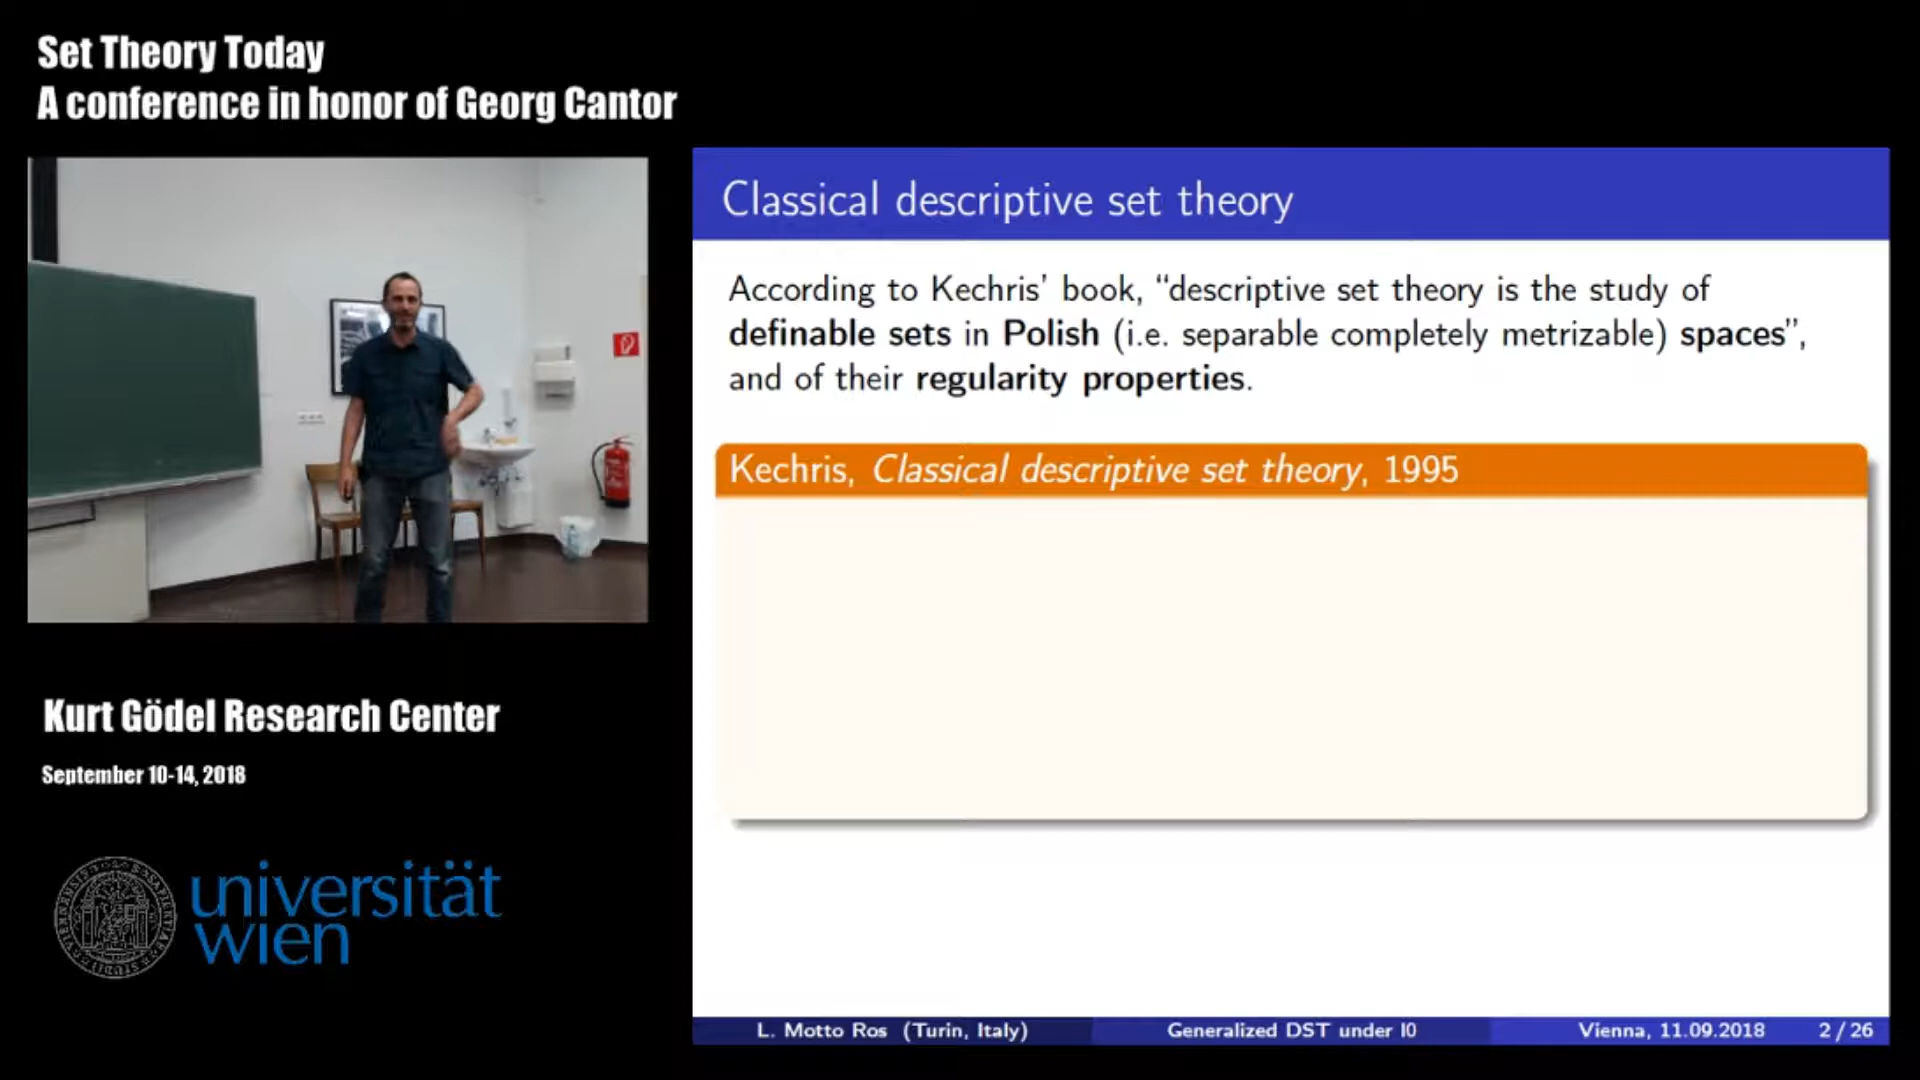 Set Theory Today
A conference in honor of Georg Cantor
Classical descriptive set theory
According to Kechris' book, “descriptive set theory is the study of
definable sets in Polish (i.e. separable completely metrizable) spaces”,
and of their regularity properties.
Kechris, Classical descriptive set theory, 1995
Kurt Gödel Research Center
September 10-14, 2018
universität
wien
L. Motto Ros (Turin, Italy)
Generalized DST under I0
Vienna, 11.09.2018
2 / 26